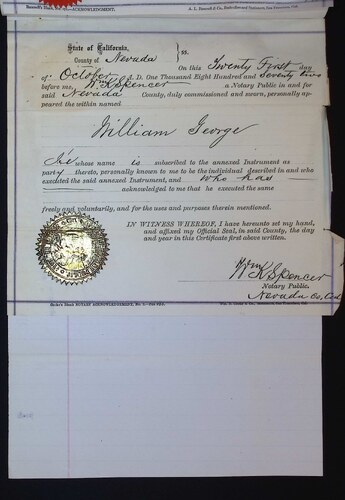 State of California,
County of Nevada } ss.
On this Twenty First day
of October A. D. One Thousand Eight Hundred and Seventy two
before me, Wm K Spencer a Notary Public in and for
said Nevada County, duly commissioned and sworn, personally ap
peared the within named
William George
whose name is subscribed to the annexed Instrument as
party thereto, personally known to me to be the individual described in and who
executed the said annexed Instrument, and who has
acknowledged to me that he executed the same
freely and voluntarily, and for the uses and purposes therein mentioned.
IN WITNESS WHEREOF, I have hereunto set my hand,
and affixed my Official Seal, in said County, the day
and year in this Certificate first above written.
Wm K Spencer
Notary Public.
Nevada Co. Cal